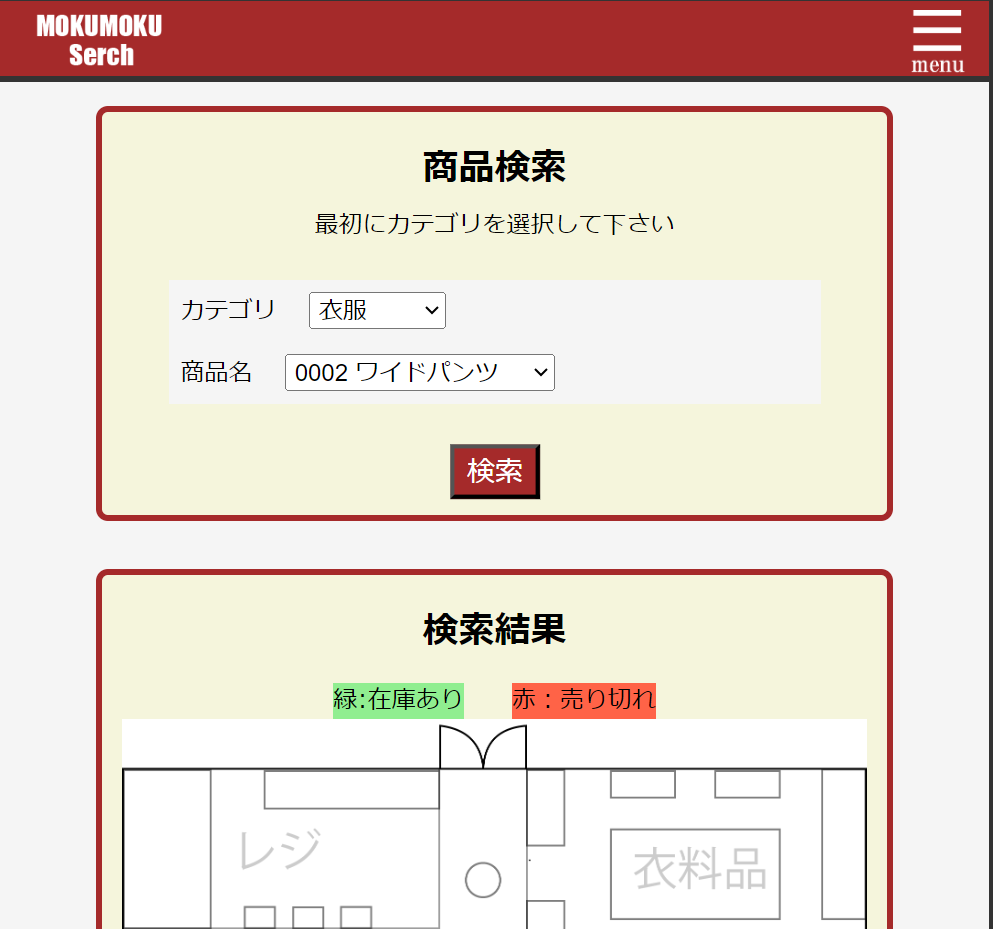 MOKUMOKU
Serch
menu
商品検索
最初にカテゴリを選択して下さい
カテゴリ 衣服
商品名 0002 ワイドパンツ
検索
検索結果
緑:在庫あり 赤：売り切れ
レジ
衣料品